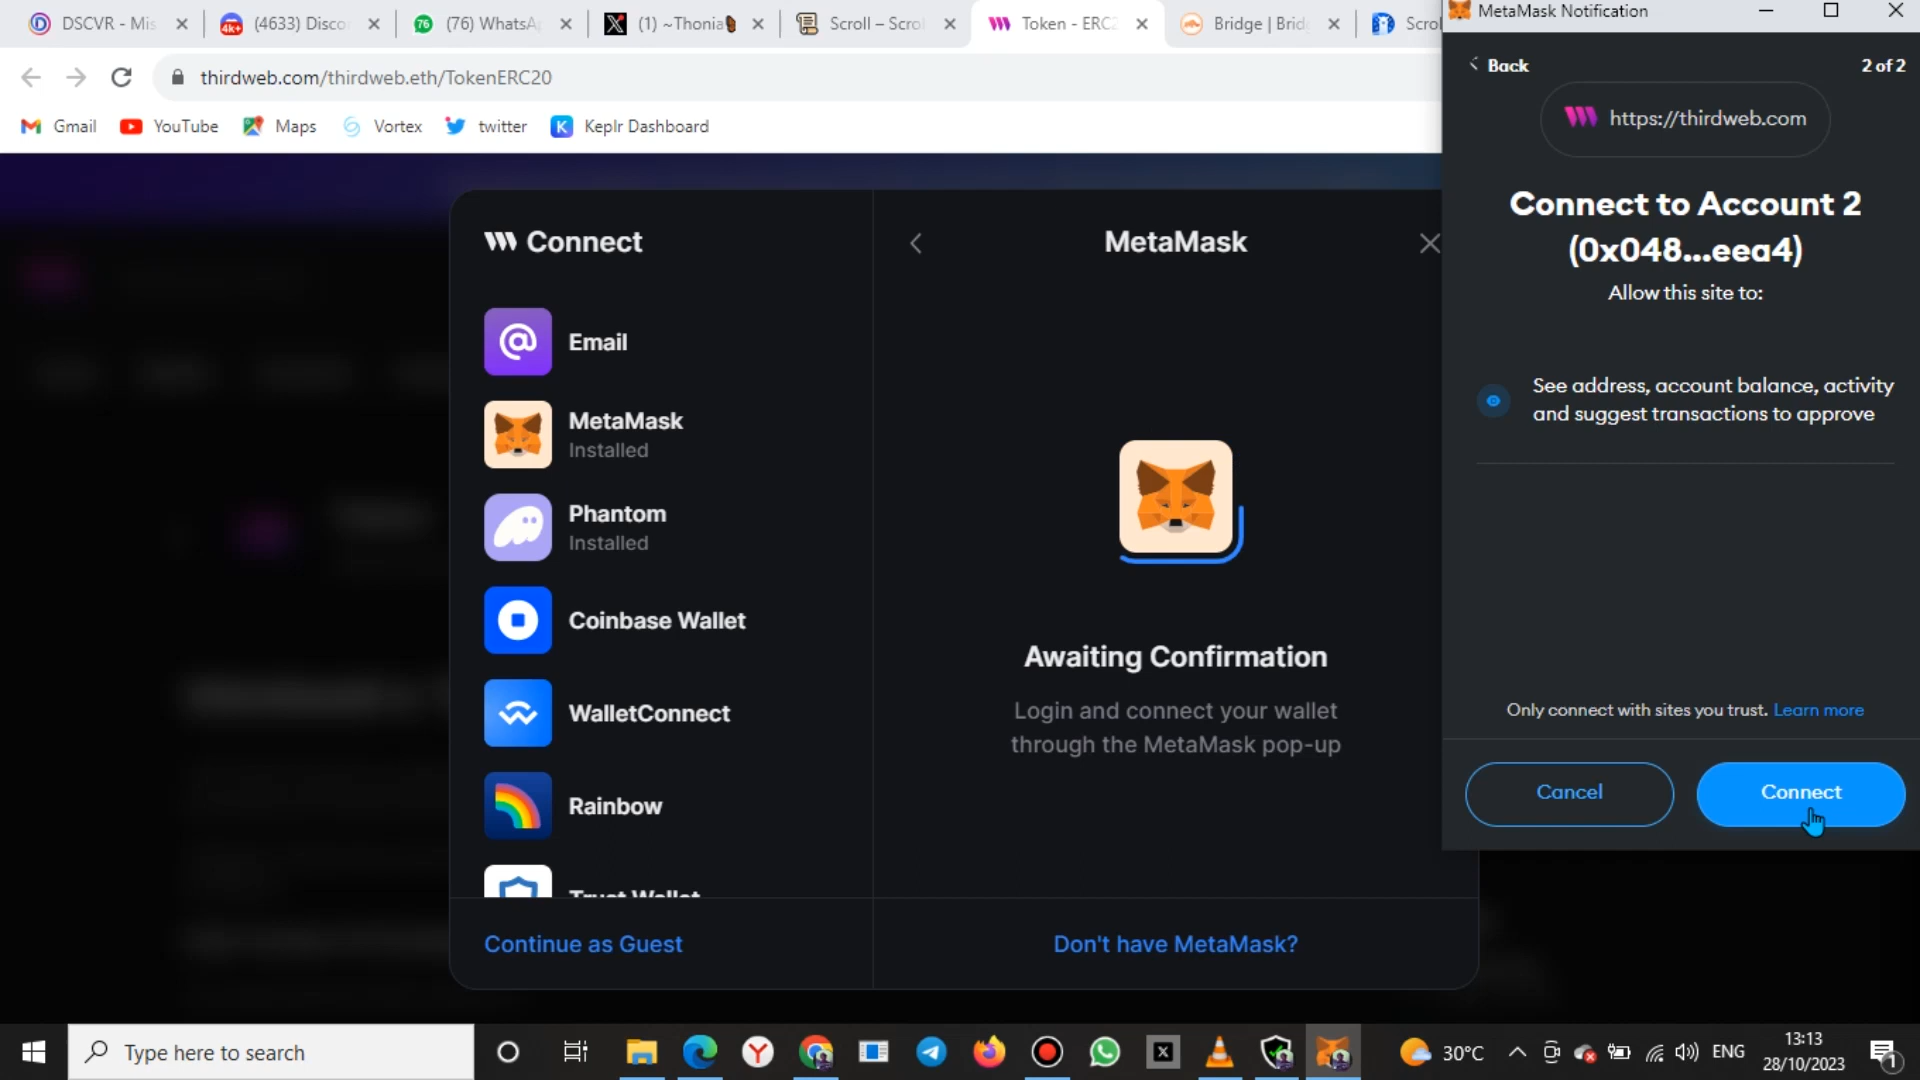 DSCVR - Mis
(4633) Disco
(76) WhatsA
(1) ~Thonia
Scroll – Scro
Token - ERC2
Bridge | Brid
Scrol
MetaMask Notification
thirdweb.com/thirdweb.eth/TokenERC20
Gmail
YouTube
Maps
Vortex
twitter
Keplr Dashboard
Back
2 of 2
https://thirdweb.com
Connect to Account 2
(0x048...eea4)
Allow this site to:
See address, account balance, activity
and suggest transactions to approve
Only connect with sites you trust. Learn more
Cancel
Connect
Connect
Email
MetaMask
Installed
Phantom
Installed
Coinbase Wallet
WalletConnect
Rainbow
Trust Wallet
Continue as Guest
MetaMask
Awaiting Confirmation
Login and connect your wallet
through the MetaMask pop-up
Don't have MetaMask?
Type here to search
30°C
ENG
13:13
28/10/2023
1